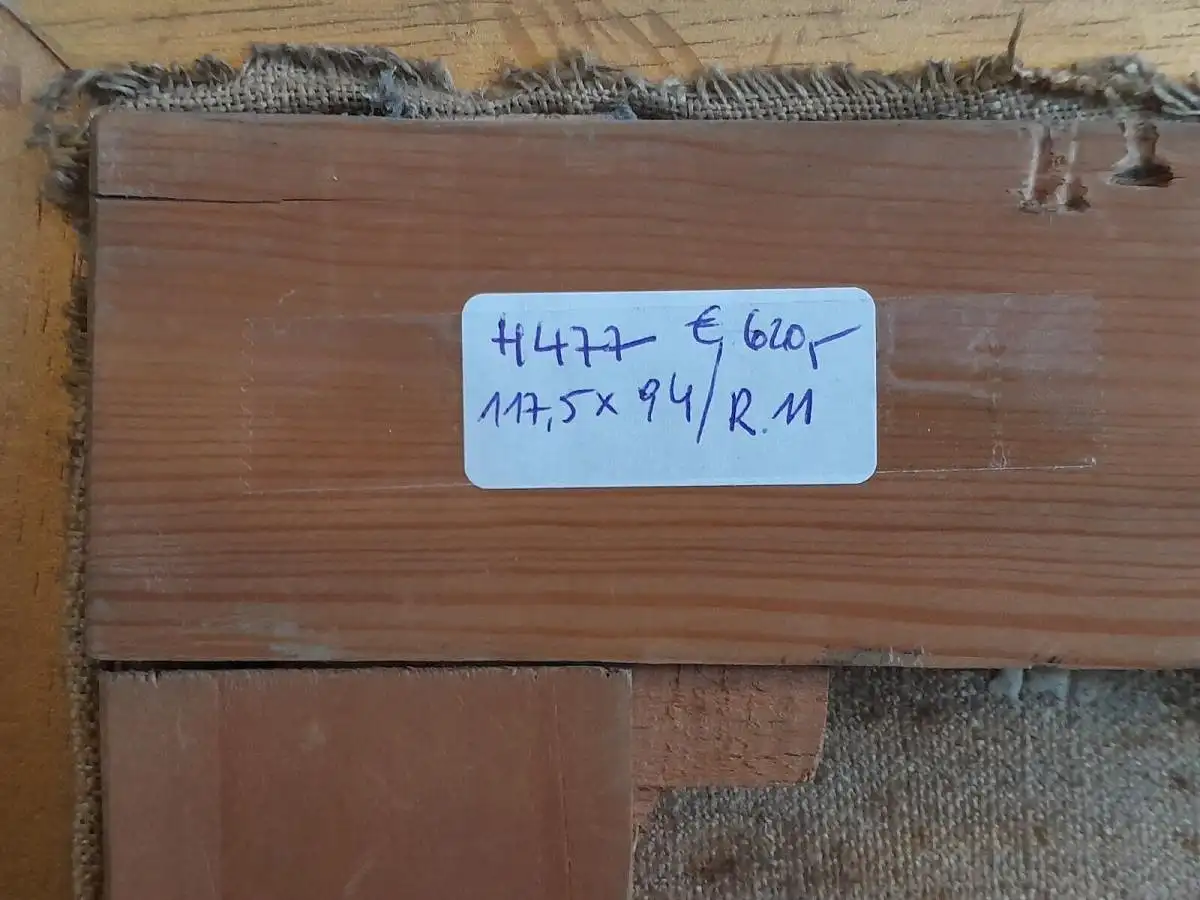 H477 € 620,-
117,5 x 94 / R. 11